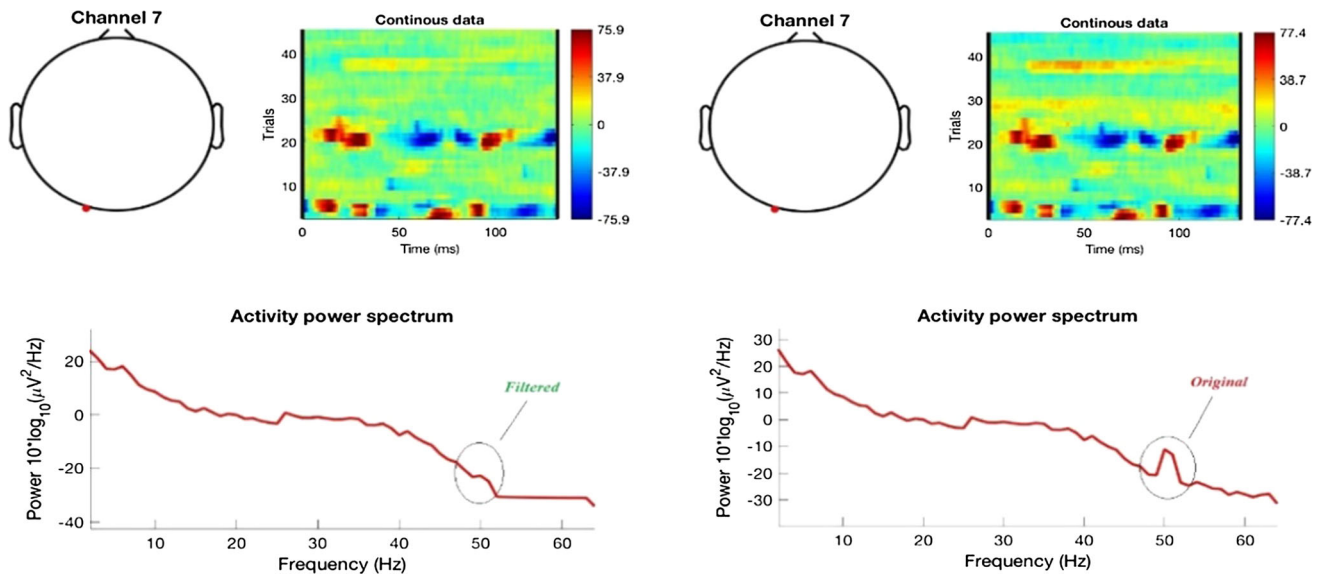 Channel 7
Continous data
40
30
20
10
Trials
0
50
100
Time (ms)
75.9
37.9
0
-37.9
-75.9
Channel 7
Continous data
40
30
20
10
Trials
0
50
100
Time (ms)
77.4
38.7
0
-38.7
-77.4
Activity power spectrum
Power 10*log10(μV2/Hz)
20
0
-20
-40
Filtered
10
20
30
40
50
60
Frequency (Hz)
Activity power spectrum
Power 10*log10(μV2/Hz)
30
20
10
0
-10
-20
-30
Original
10
20
30
40
50
60
Frequency (Hz)